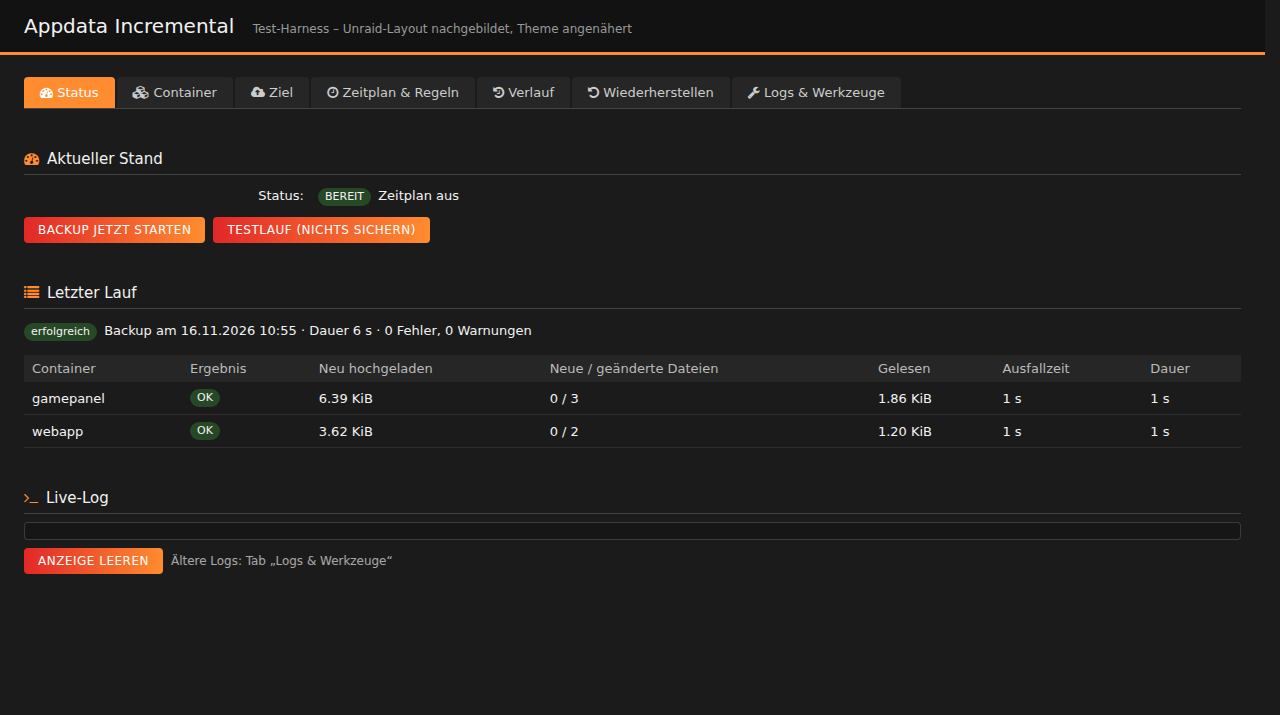 Appdata Incremental Test-Harness – Unraid-Layout nachgebildet, Theme angenähert
Status Container Ziel Zeitplan & Regeln Verlauf Wiederherstellen Logs & Werkzeuge
Aktueller Stand
Status: BEREIT Zeitplan aus
BACKUP JETZT STARTEN TESTLAUF (NICHTS SICHERN)
Letzter Lauf
erfolgreich Backup am 16.11.2026 10:55 · Dauer 6 s · 0 Fehler, 0 Warnungen
Container Ergebnis Neu hochgeladen Neue / geänderte Dateien Gelesen Ausfallzeit Dauer
gamepanel OK 6.39 KiB 0 / 3 1.86 KiB 1 s 1 s
webapp OK 3.62 KiB 0 / 2 1.20 KiB 1 s 1 s
Live-Log
ANZEIGE LEEREN Ältere Logs: Tab „Logs & Werkzeuge“